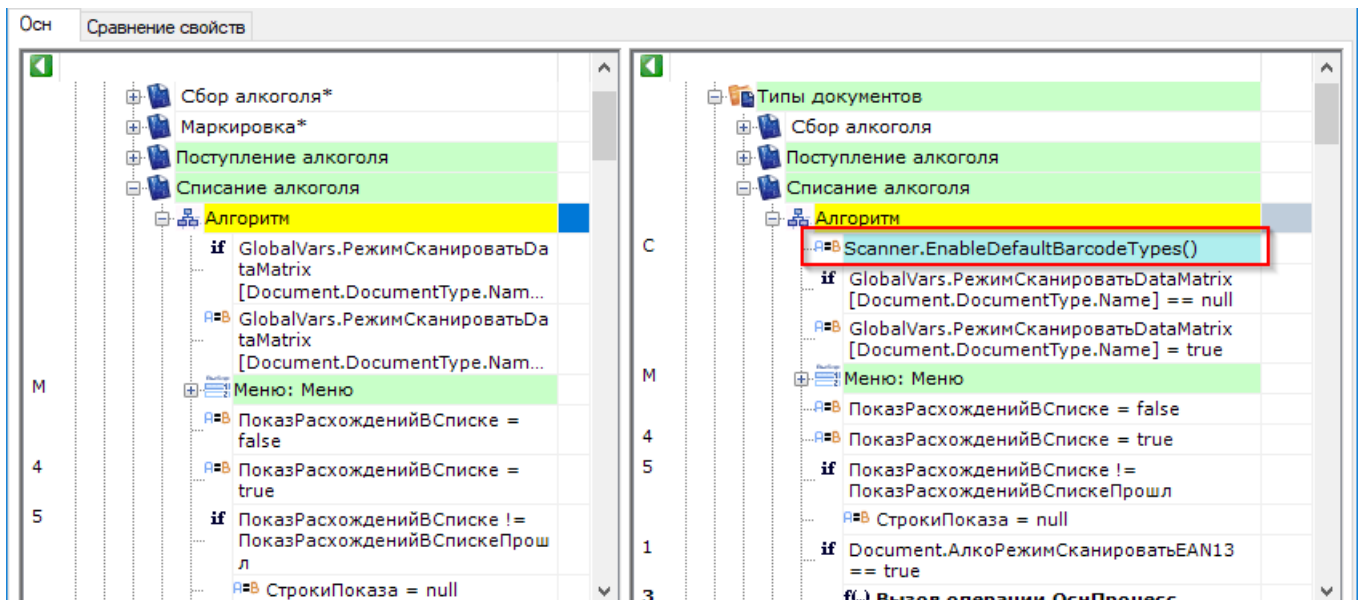 Осн
Сравнение свойств
Сбор алкоголя*
Маркировка*
Поступление алкоголя
Списание алкоголя
Алгоритм
if GlobalVars.РежимСканироватьDa
taMatrix
[Document.DocumentType.Nam...
A=B GlobalVars.РежимСканироватьDa
taMatrix
[Document.DocumentType.Nam...
M
Меню: Меню
A=B ПоказРасхожденийВСписке =
false
4
A=B ПоказРасхожденийВСписке =
true
5
if ПоказРасхожденийВСписке !=
ПоказРасхожденийВСпискеПрош
л
A=B СтрокиПоказа = null
Типы документов
Сбор алкоголя
Поступление алкоголя
Списание алкоголя
Алгоритм
C
A=B Scanner.EnableDefaultBarcodeTypes()
if GlobalVars.РежимСканироватьDataMatrix
[Document.DocumentType.Name] == null
A=B GlobalVars.РежимСканироватьDataMatrix
[Document.DocumentType.Name] = true
M
Меню: Меню
A=B ПоказРасхожденийВСписке = false
4
A=B ПоказРасхожденийВСписке = true
5
if ПоказРасхожденийВСписке !=
ПоказРасхожденийВСпискеПрошл
A=B СтрокиПоказа = null
1
if Document.АлкоРежимСканироватьEAN13
== true
3
f(..) Вызов операции ОснПроцесс